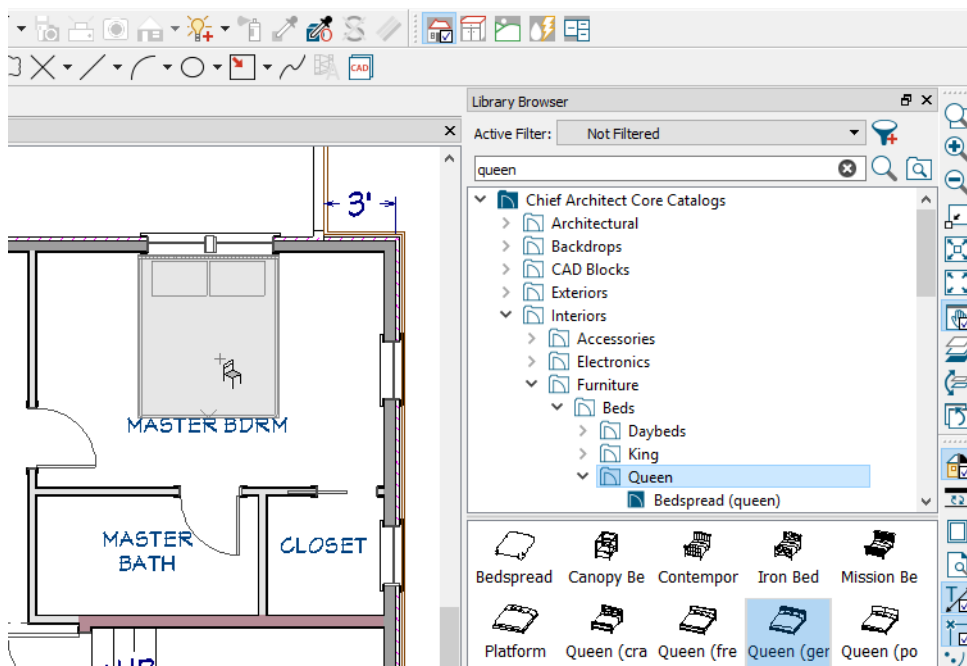 CAD
Library Browser
Active Filter: Not Filtered
queen
Chief Architect Core Catalogs
Architectural
Backdrops
CAD Blocks
Exteriors
Interiors
Accessories
Electronics
Furniture
Beds
Daybeds
King
Queen
Bedspread (queen)
Bedspread Canopy Be Contempor Iron Bed Mission Be
Platform Queen (cra Queen (fre Queen (ger Queen (po
3'
MASTER BDRM
MASTER
BATH
CLOSET
UP